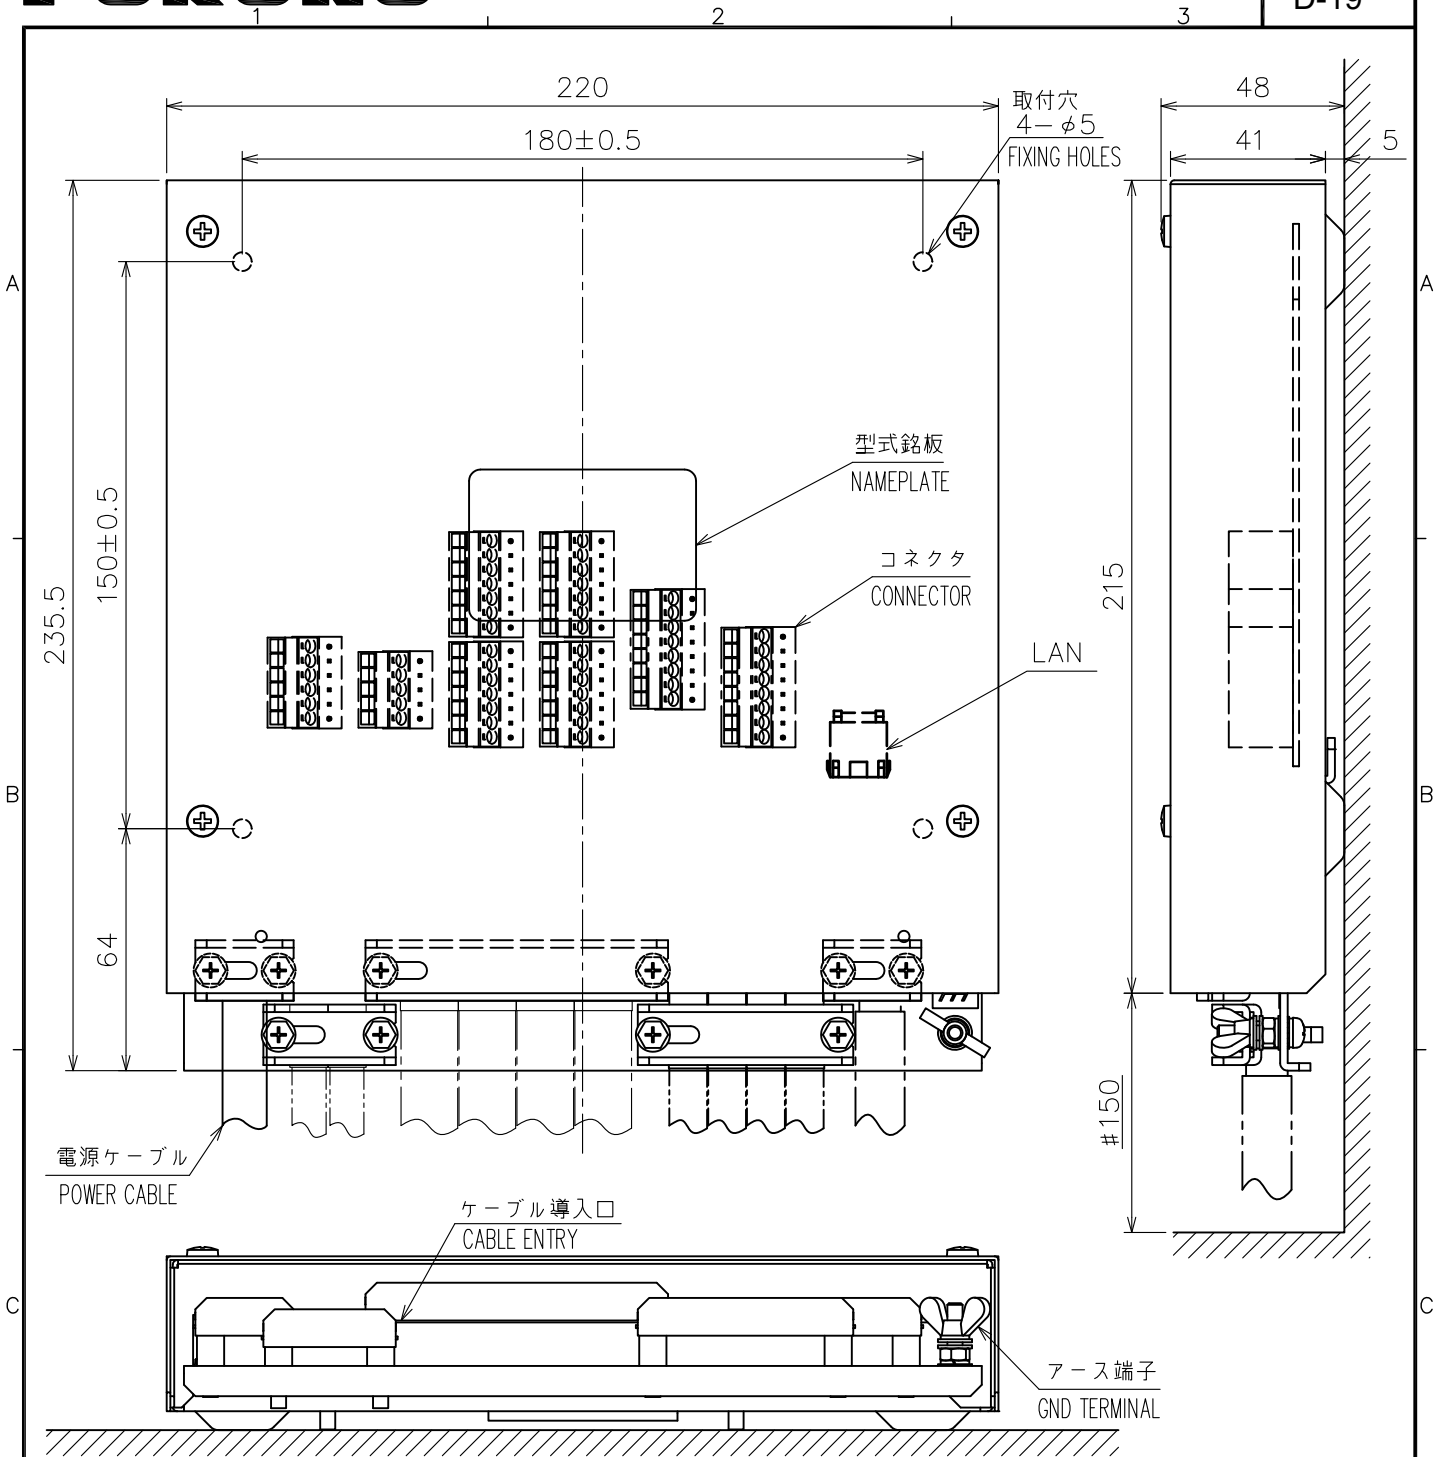 FURUNO
D-19
1
2
3
220
180±0.5
取付穴
4-φ5
FIXING HOLES
48
41
5
A
A
型式銘板
NAMEPLATE
150±0.5
235.5
コネクタ
CONNECTOR
215
LAN
B
B
64
#150
電源ケーブル
POWER CABLE
ケーブル導入口
CABLE ENTRY
C
C
アース端子
GND TERMINAL